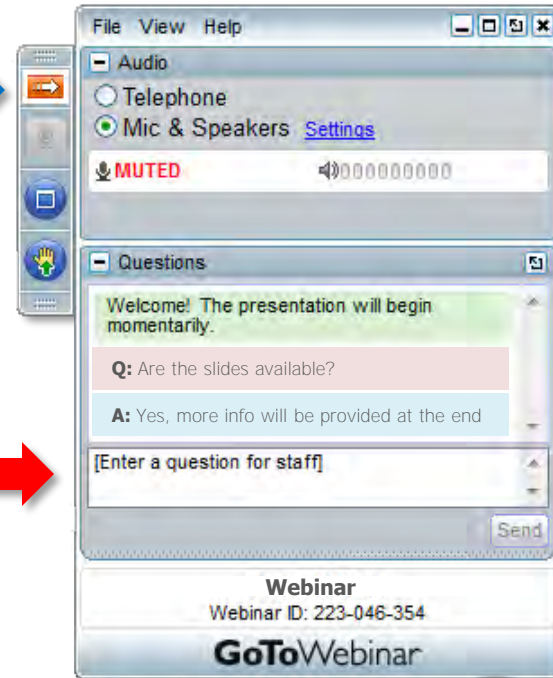 File View Help
Audio
Telephone
Mic & Speakers Settings
MUTED 000000000
Questions
Welcome! The presentation will begin
momentarily.
Q: Are the slides available?
A: Yes, more info will be provided at the end
[Enter a question for staff]
Send
Webinar
Webinar ID: 223-046-354
GoToWebinar